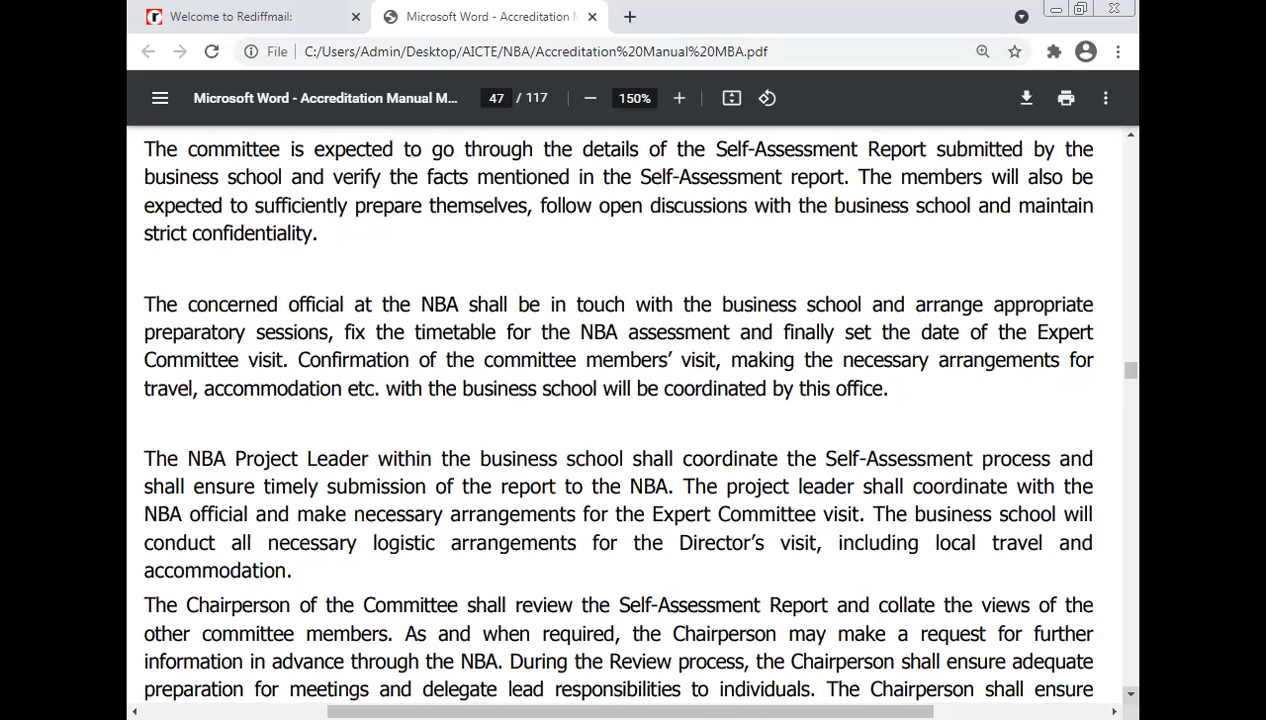 Welcome to Rediffmail:
Microsoft Word - Accreditation M
File C:/Users/Admin/Desktop/AICTE/NBA/Accreditation%20Manual%20MBA.pdf
Microsoft Word - Accreditation Manual M... 47 / 117 150%
The committee is expected to go through the details of the Self-Assessment Report submitted by the
business school and verify the facts mentioned in the Self-Assessment report. The members will also be
expected to sufficiently prepare themselves, follow open discussions with the business school and maintain
strict confidentiality.
The concerned official at the NBA shall be in touch with the business school and arrange appropriate
preparatory sessions, fix the timetable for the NBA assessment and finally set the date of the Expert
Committee visit. Confirmation of the committee members’ visit, making the necessary arrangements for
travel, accommodation etc. with the business school will be coordinated by this office.
The NBA Project Leader within the business school shall coordinate the Self-Assessment process and
shall ensure timely submission of the report to the NBA. The project leader shall coordinate with the
NBA official and make necessary arrangements for the Expert Committee visit. The business school will
conduct all necessary logistic arrangements for the Director’s visit, including local travel and
accommodation.
The Chairperson of the Committee shall review the Self-Assessment Report and collate the views of the
other committee members. As and when required, the Chairperson may make a request for further
information in advance through the NBA. During the Review process, the Chairperson shall ensure adequate
preparation for meetings and delegate lead responsibilities to individuals. The Chairperson shall ensure